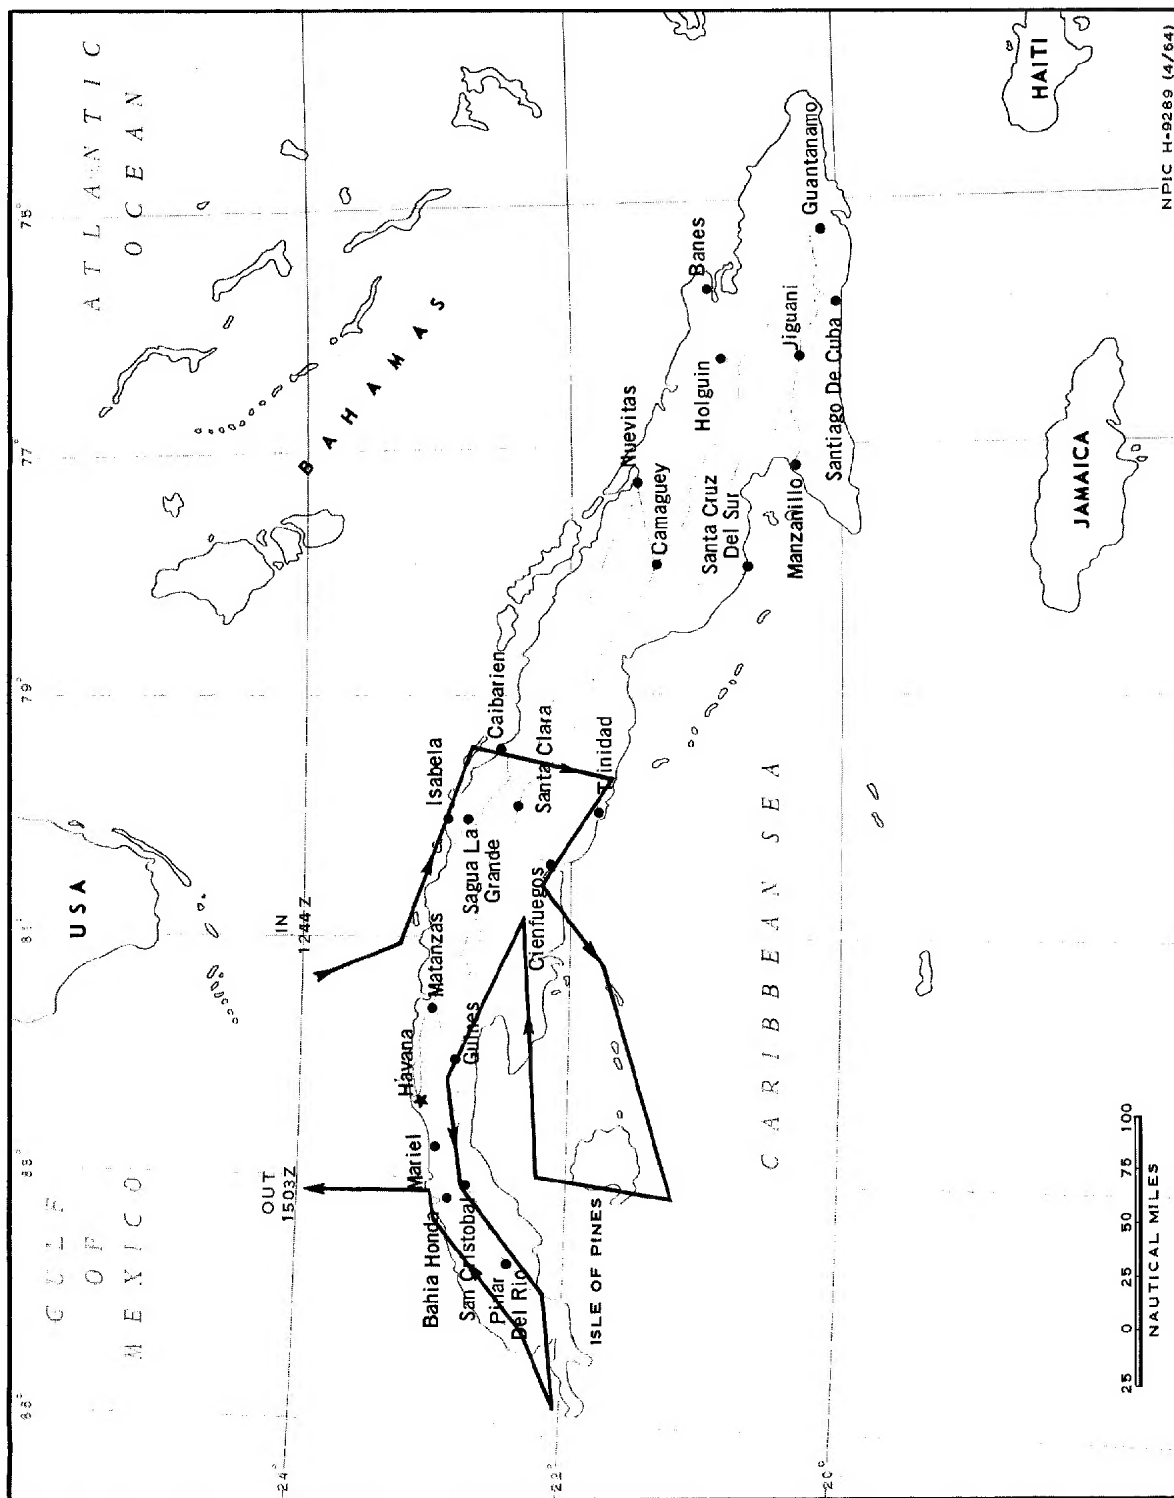 ATLANTIC
OCEAN
GULF
OF
MEXICO
USA
BAHAMAS
85°
83°
81°
79°
77°
75°
24°
22°
20°
OUT
1503Z
IN
1244Z
Havana
Mariel
Bahia Honda
San Cristobal
Pinar
Del Rio
Guines
Matanzas
Isabela
Sagua La
Grande
Caibarien
Santa Clara
Cienfuegos
Trinidad
Nuevitas
Camaguey
Santa Cruz
Del Sur
Holguin
Banes
Manzanillo
Jiguani
Santiago De Cuba
Guantanamo
ISLE OF PINES
CARIBBEAN SEA
JAMAICA
HAITI
25 0 25 50 75 100
NAUTICAL MILES
NPIC H-9289 (4/64)